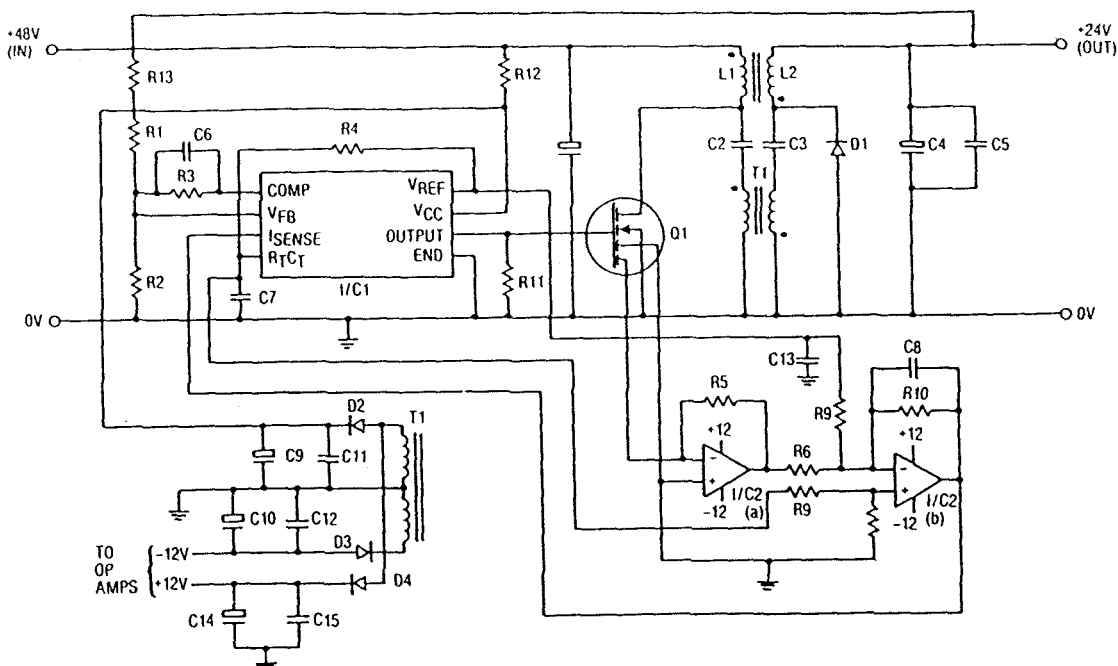 +48V
(IN)
+24V
(OUT)
R13
R12
L1
L2
R1
C6
R4
R3
C2
C3
D1
C4
C5
COMP
VREF
VFB
VCC
ISENSE
OUTPUT
RTCT
END
T1
Q1
R2
C7
I/C1
R11
0V
0V
C13
C8
R5
R9
R10
D2
T1
+12
+12
C9
C11
R6
I/C2
(a)
I/C2
(b)
-12
R9
-12
C10
C12
D3
TO
OP
AMPS
-12V
+12V
D4
C14
C15